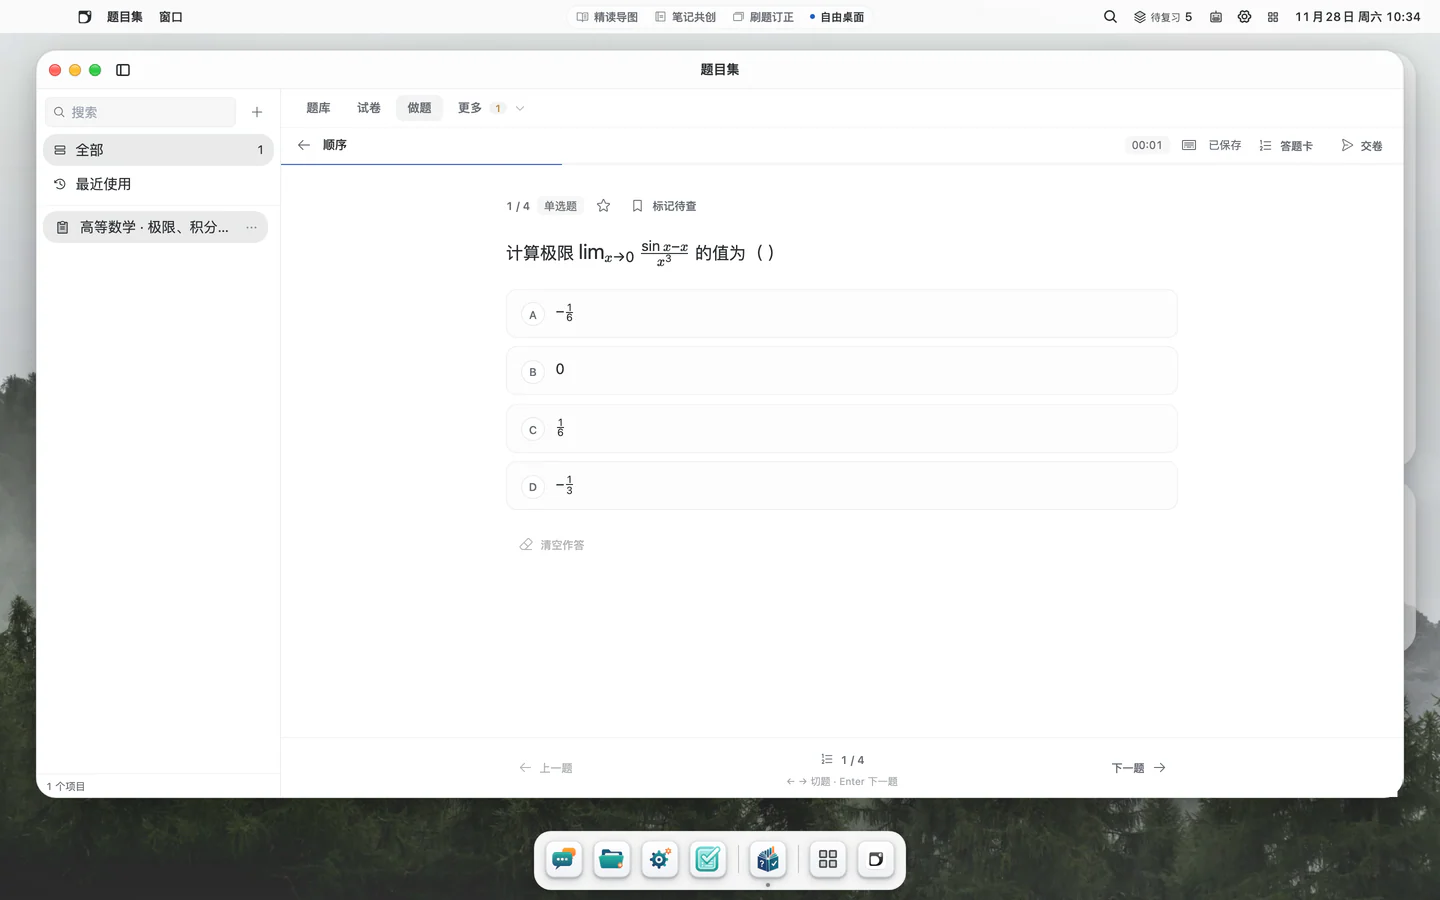 题目集 窗口 精读导图 笔记共创 刷题订正 自由桌面 待复习 5 11月28日 周六 10:34
题目集
搜索
全部 1
最近使用
高等数学 · 极限、积分...
1 个项目
题库 试卷 做题 更多 1
顺序 00:01 已保存 答题卡 交卷
1 / 4 单选题 标记待查
计算极限 lim x→0 (sin x−x)/x³ 的值为（ ）
A −1/6
B 0
C 1/6
D −1/3
清空作答
上一题 1 / 4 下一题
← → 切题 · Enter 下一题